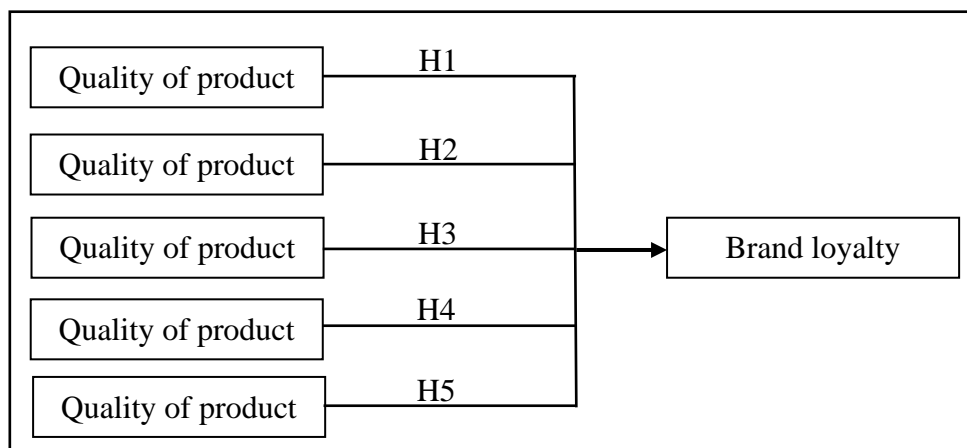 Quality of product
H1
Quality of product
H2
Quality of product
H3
Brand loyalty
Quality of product
H4
Quality of product
H5